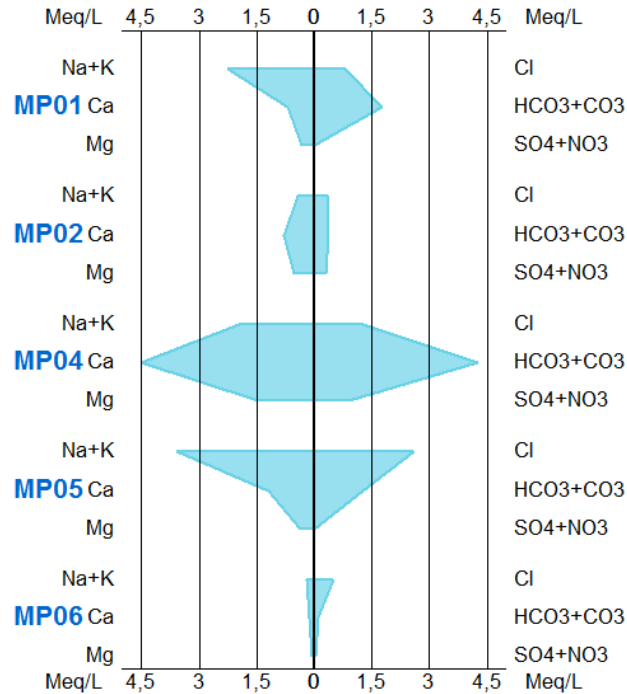 Meq/L 4,5 3 1,5 0 1,5 3 4,5 Meq/L
Na+K Cl
MP01 Ca HCO3+CO3
Mg SO4+NO3
Na+K Cl
MP02 Ca HCO3+CO3
Mg SO4+NO3
Na+K Cl
MP04 Ca HCO3+CO3
Mg SO4+NO3
Na+K Cl
MP05 Ca HCO3+CO3
Mg SO4+NO3
Na+K Cl
MP06 Ca HCO3+CO3
Mg SO4+NO3
Meq/L 4,5 3 1,5 0 1,5 3 4,5 Meq/L